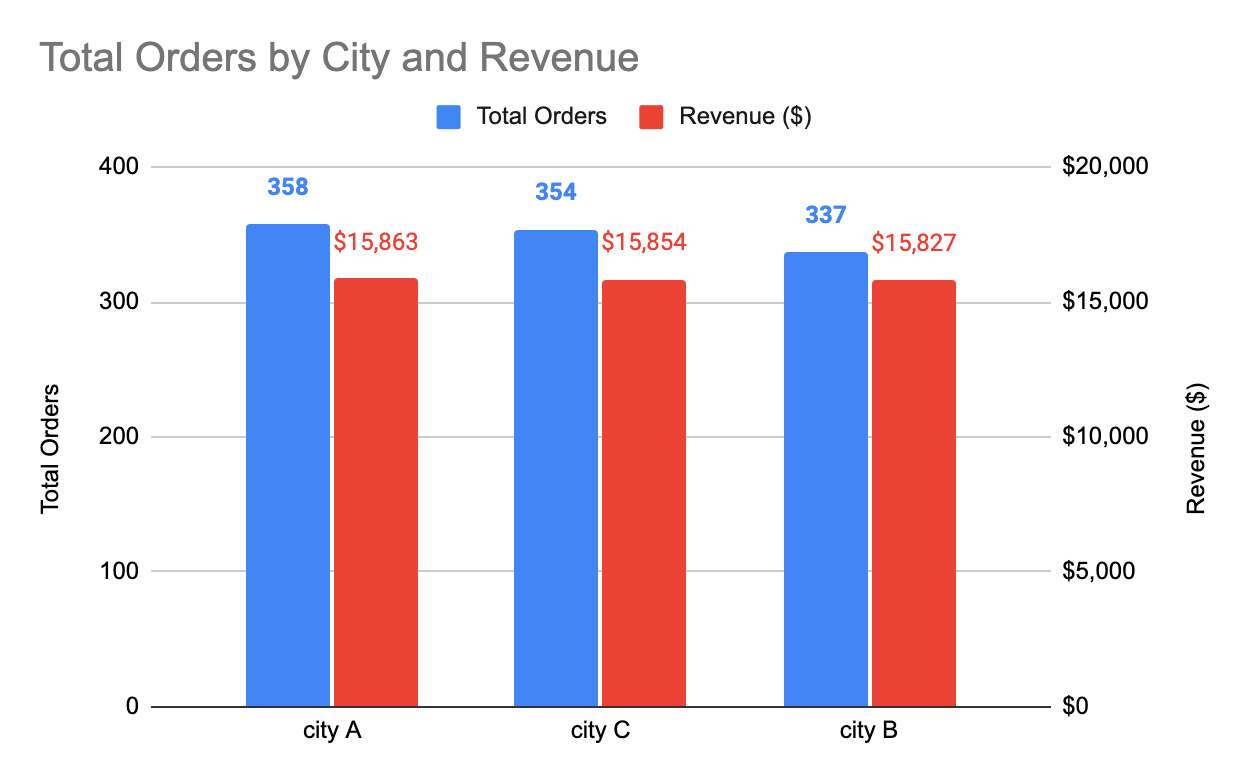 Total Orders by City and Revenue
Total Orders Revenue ($)
400 $20,000
358
354
337
$15,863 $15,854 $15,827
300 $15,000
200 $10,000
100 $5,000
0 $0
Total Orders
Revenue ($)
city A city C city B